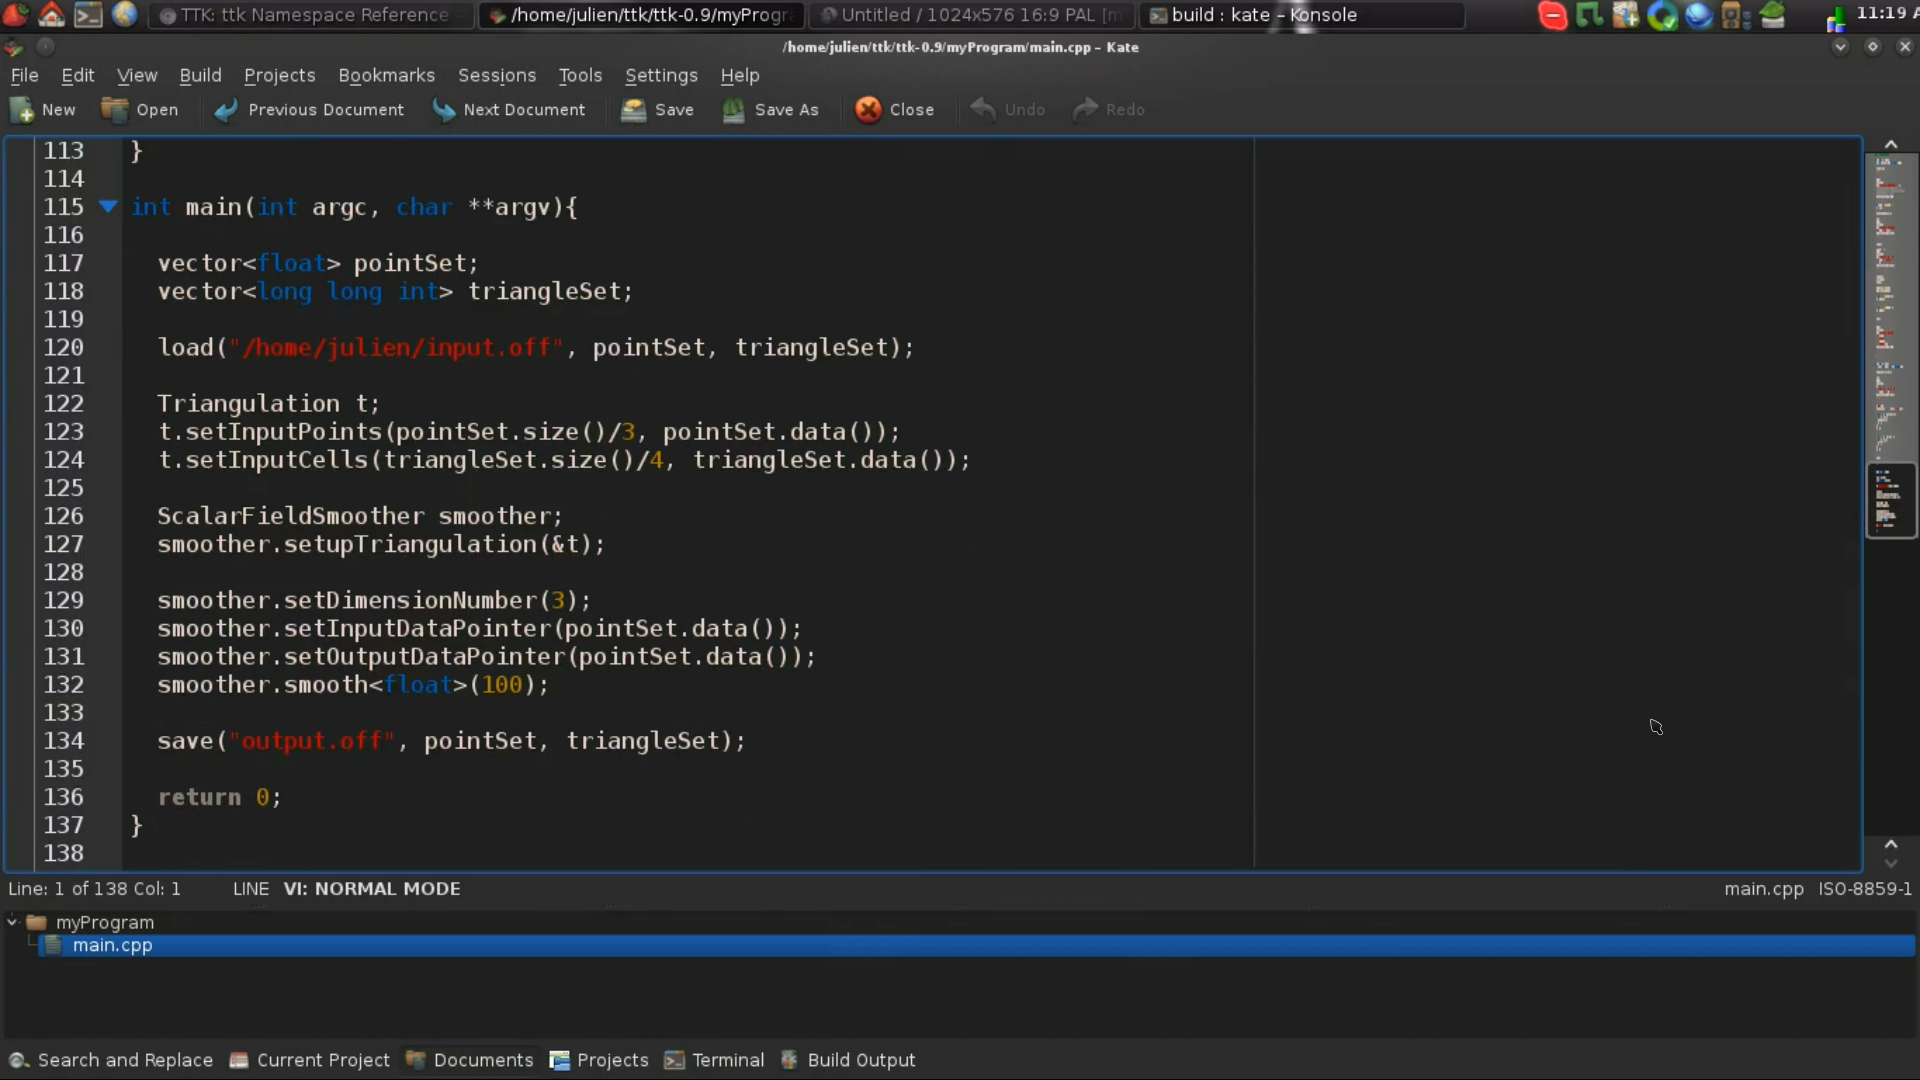 TTK: ttk Namespace Reference
/home/julien/ttk/ttk-0.9/myProgr
Untitled / 1024x576 16:9 PAL [m
build : kate – Konsole
11:19 A
/home/julien/ttk/ttk-0.9/myProgram/main.cpp – Kate
File Edit View Build Projects Bookmarks Sessions Tools Settings Help
New Open Previous Document Next Document Save Save As Close Undo Redo
113 }
114
115 int main(int argc, char **argv){
116
117 vector<float> pointSet;
118 vector<long long int> triangleSet;
119
120 load("/home/julien/input.off", pointSet, triangleSet);
121
122 Triangulation t;
123 t.setInputPoints(pointSet.size()/3, pointSet.data());
124 t.setInputCells(triangleSet.size()/4, triangleSet.data());
125
126 ScalarFieldSmoother smoother;
127 smoother.setupTriangulation(&t);
128
129 smoother.setDimensionNumber(3);
130 smoother.setInputDataPointer(pointSet.data());
131 smoother.setOutputDataPointer(pointSet.data());
132 smoother.smooth<float>(100);
133
134 save("output.off", pointSet, triangleSet);
135
136 return 0;
137 }
138
Line: 1 of 138 Col: 1 LINE VI: NORMAL MODE main.cpp ISO-8859-1
myProgram
main.cpp
Search and Replace Current Project Documents Projects Terminal Build Output